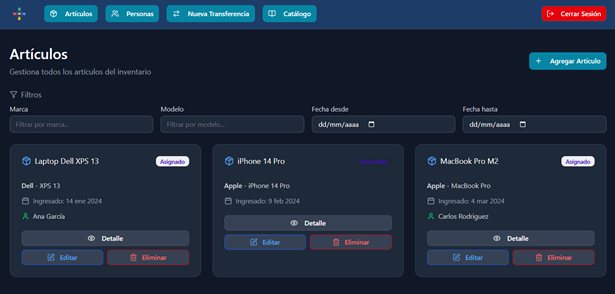 Artículos
Personas
Nueva Transferencia
Catálogo
Cerrar Sesión
Artículos
Gestiona todos los artículos del inventario
Agregar Artículo
Filtros
Marca
Modelo
Fecha desde
Fecha hasta
Filtrar por marca...
Filtrar por modelo...
dd/mm/aaaa
dd/mm/aaaa
Laptop Dell XPS 13
Asignado
Dell - XPS 13
Ingresado: 14 ene 2024
Ana García
Detalle
Editar
Eliminar
iPhone 14 Pro
Apple - iPhone 14 Pro
Ingresado: 9 feb 2024
Detalle
Editar
Eliminar
MacBook Pro M2
Asignado
Apple - MacBook Pro
Ingresado: 4 mar 2024
Carlos Rodríguez
Detalle
Editar
Eliminar